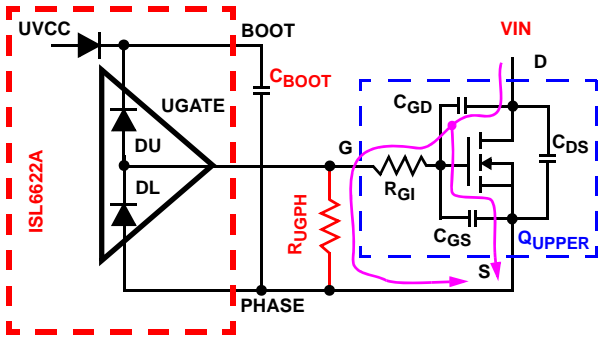 UVCC
BOOT
VIN
D
CBOOT
UGATE
CGD
DU
G
CDS
ISL6622A
DL
RGI
RUGPH
CGS
QUPPER
S
PHASE